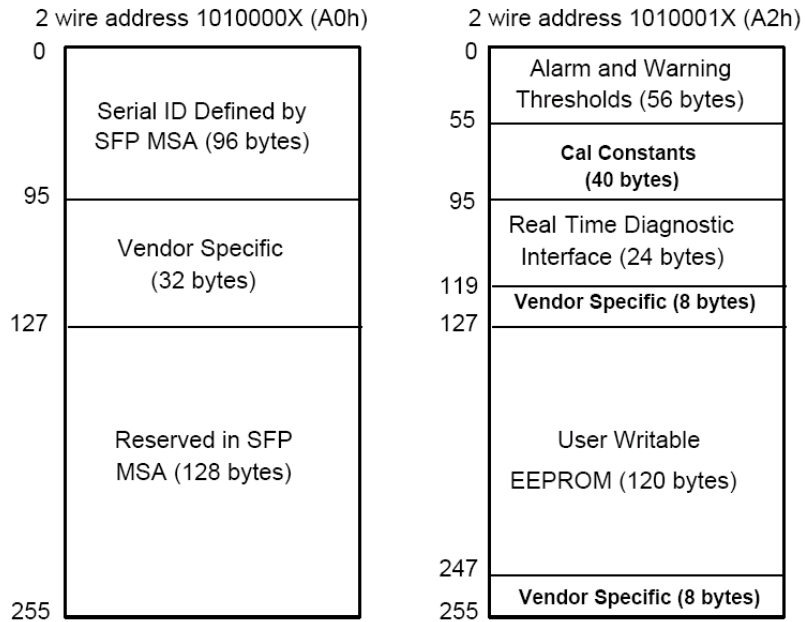 2 wire address 1010000X (A0h)
0
Serial ID Defined by
SFP MSA (96 bytes)
95
Vendor Specific
(32 bytes)
127
Reserved in SFP
MSA (128 bytes)
255
2 wire address 1010001X (A2h)
0
Alarm and Warning
Thresholds (56 bytes)
55
Cal Constants
(40 bytes)
95
Real Time Diagnostic
Interface (24 bytes)
119
Vendor Specific (8 bytes)
127
User Writable
EEPROM (120 bytes)
247
Vendor Specific (8 bytes)
255